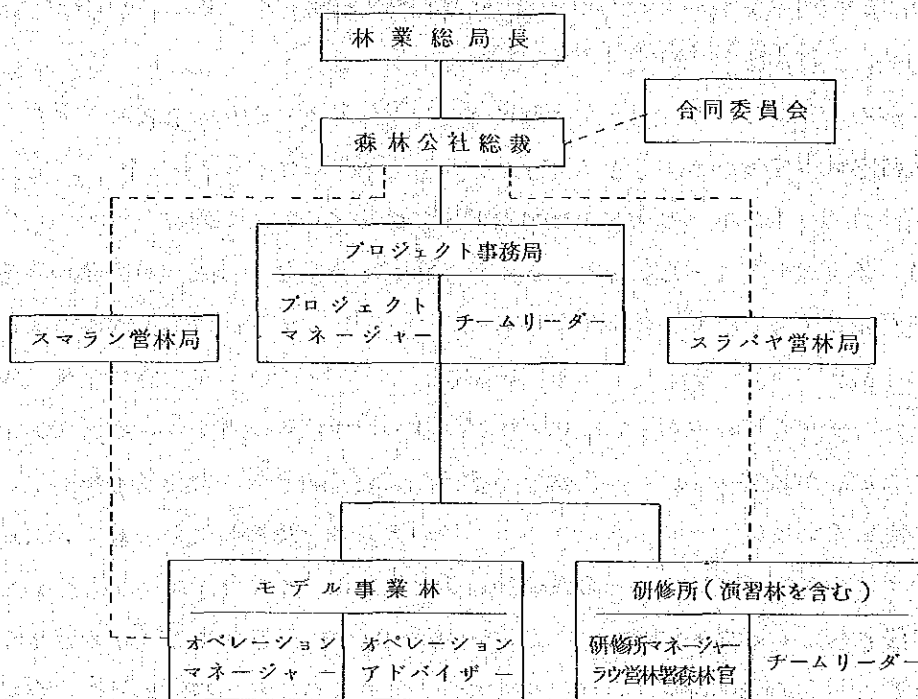 林業総局長
合同委員会
森林公社総裁
プロジェクト事務局
プロジェクト
マネージャー
チームリーダー
スマラン営林局
スラバヤ営林局
モデル事業林
オペレーション
マネージャー
オペレーション
アドバイザー
研修所(演習林を含む)
研修所マネージャー
ラウ営林署森林官
チームリーダー